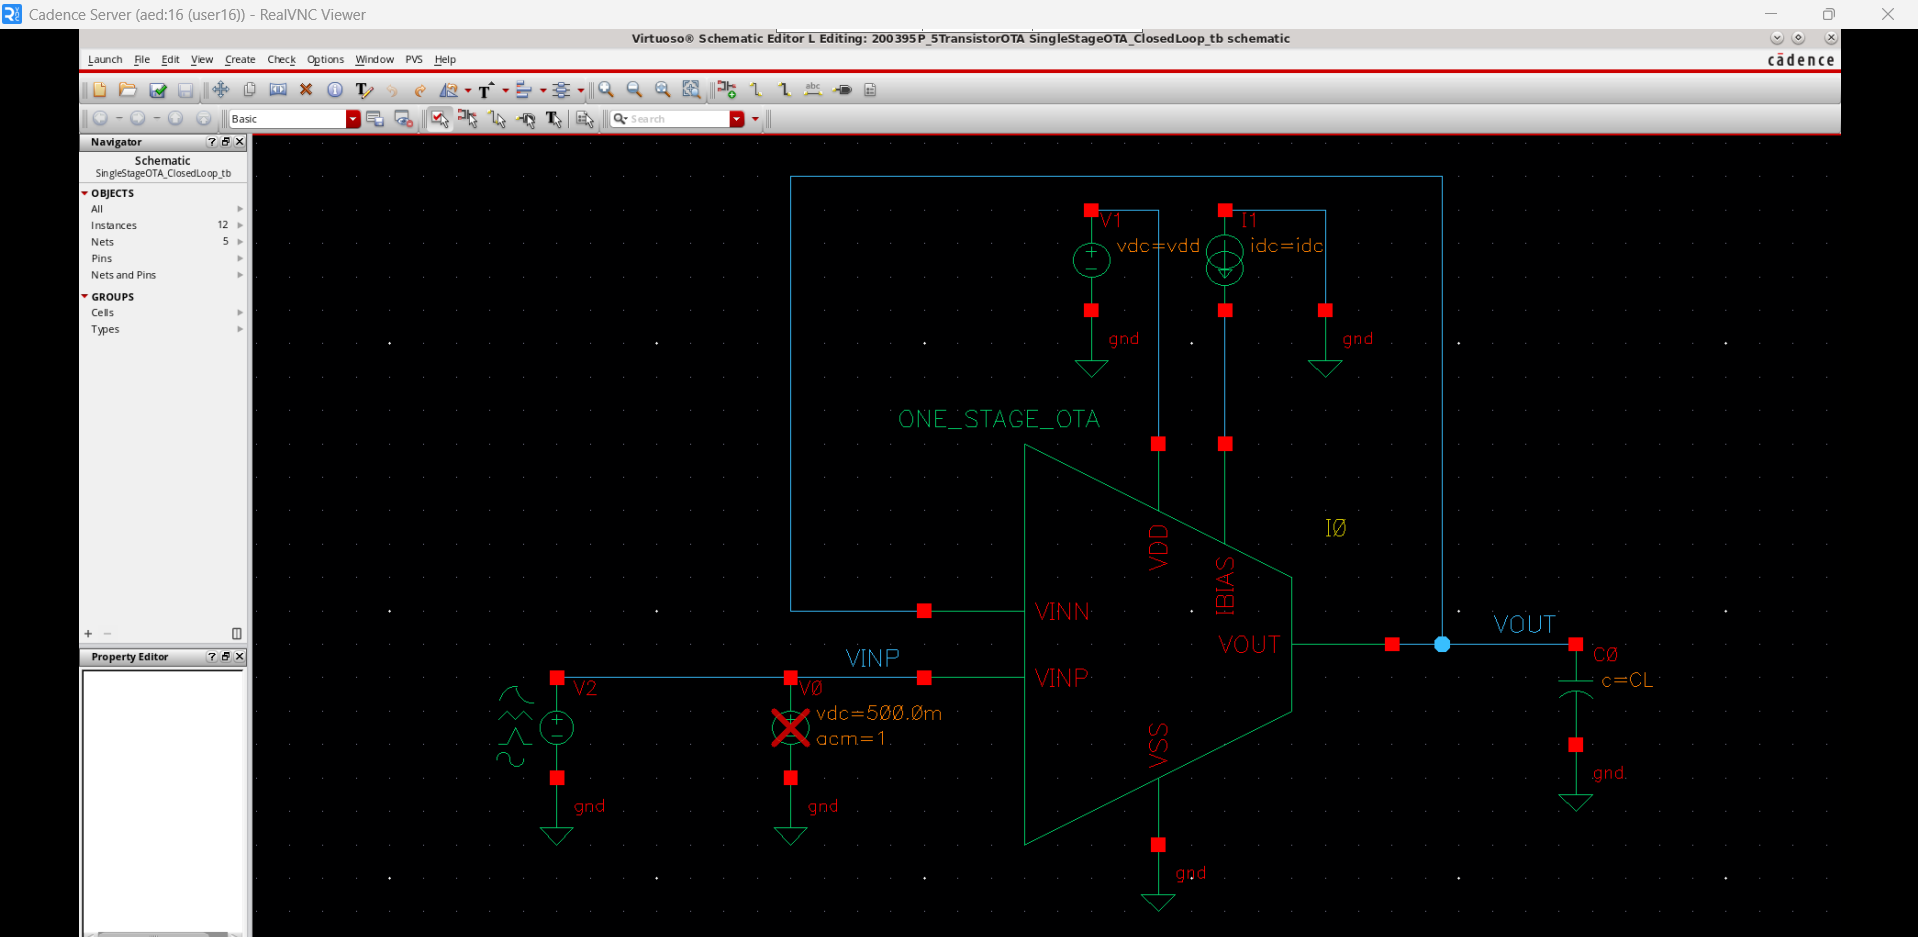 Cadence Server (aed:16 (user16)) - RealVNC Viewer
Virtuoso® Schematic Editor L Editing: 200395P_5TransistorOTA SingleStageOTA_ClosedLoop_tb schematic
Launch File Edit View Create Check Options Window PVS Help
cādence
Basic
Search
Navigator
Schematic
SingleStageOTA_ClosedLoop_tb
OBJECTS
All
Instances 12
Nets 5
Pins
Nets and Pins
GROUPS
Cells
Types
Property Editor
V1
vdc=vdd
gnd
I1
idc=idc
gnd
ONE_STAGE_OTA
VDD
IBIAS
I0
VINN
VINP
VINP
VOUT
VOUT
VSS
gnd
V2
gnd
V0
vdc=500.0m
acm=1
gnd
C0
c=CL
gnd